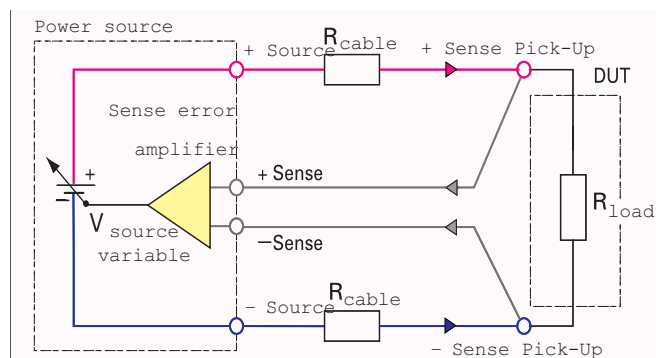 Power source
+ Source
Rcable
+ Sense Pick-Up
DUT
Sense error
amplifier
+ Sense
+
−
V
source
variable
− Sense
Rload
− Source
Rcable
− Sense Pick-Up